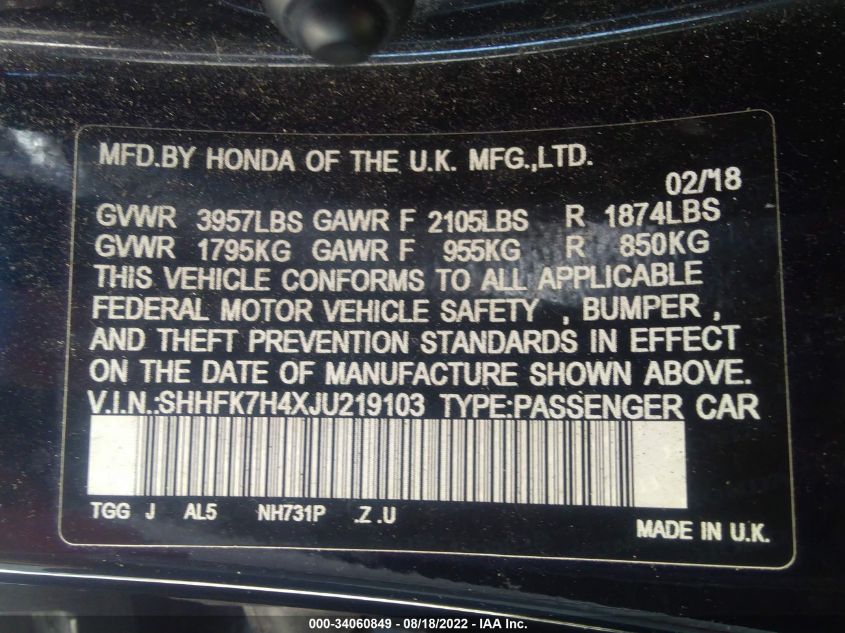 MFD.BY HONDA OF THE U.K. MFG.,LTD.
02/'18
GVWR 3957LBS GAWR F 2105LBS R 1874LBS
GVWR 1795KG GAWR F 955KG R 850KG
THIS VEHICLE CONFORMS TO ALL APPLICABLE
FEDERAL MOTOR VEHICLE SAFETY , BUMPER ,
AND THEFT PREVENTION STANDARDS IN EFFECT
ON THE DATE OF MANUFACTURE SHOWN ABOVE.
V.I.N.:SHHFK7H4XJU219103 TYPE:PASSENGER CAR
TGG J AL5 NH731P .Z .U
MADE IN U.K.
000-34060849 - 08/18/2022 - IAA Inc.